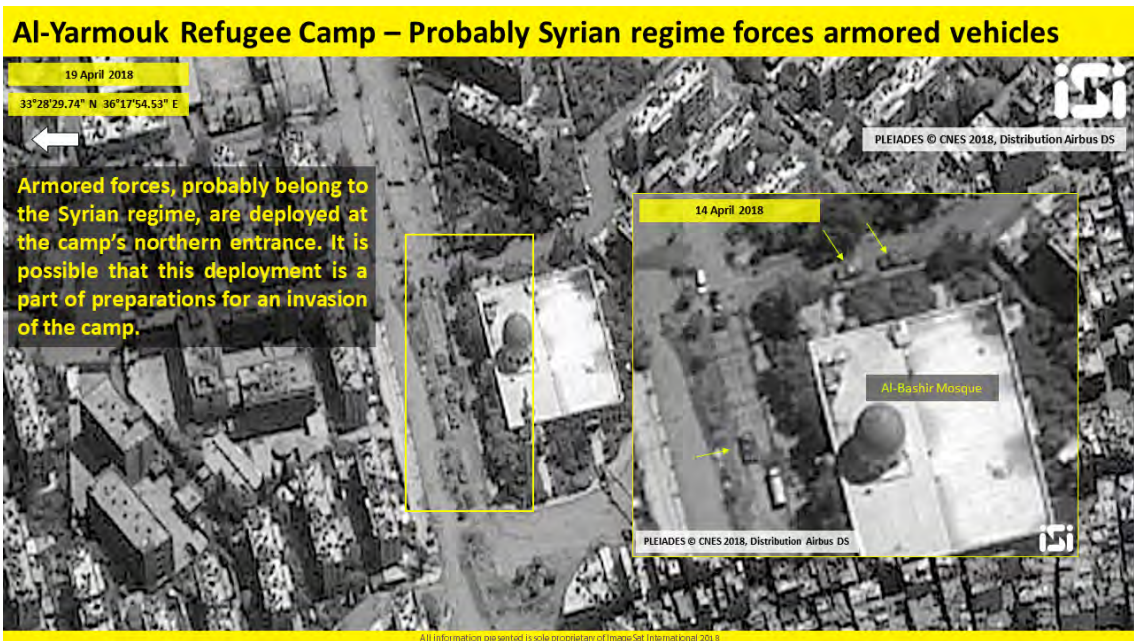 Al-Yarmouk Refugee Camp – Probably Syrian regime forces armored vehicles
19 April 2018
33°28'29.74" N 36°17'54.53" E
iSi
PLEIADES © CNES 2018, Distribution Airbus DS
Armored forces, probably belong to
the Syrian regime, are deployed at
the camp's northern entrance. It is
possible that this deployment is a
part of preparations for an invasion
of the camp.
14 April 2018
Al-Bashir Mosque
PLEIADES © CNES 2018, Distribution Airbus DS
iSi
All information presented is sole proprietary of ImageSat International 2018